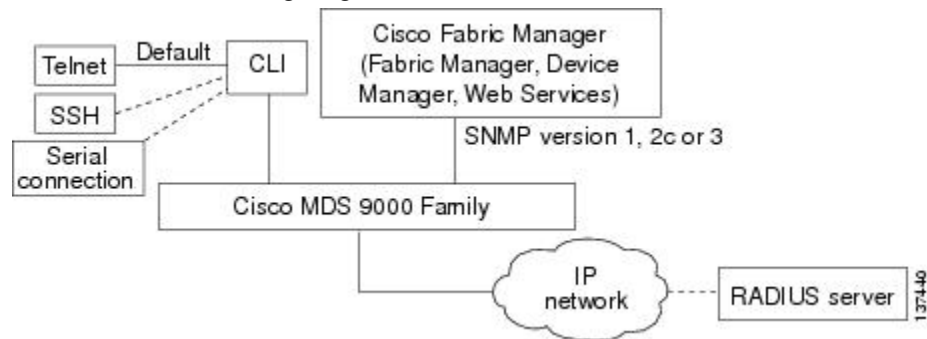 Telnet
Default
CLI
SSH
Serial
connection
Cisco Fabric Manager
(Fabric Manager, Device
Manager, Web Services)
SNMP version 1, 2c or 3
Cisco MDS 9000 Family
IP
network
RADIUS server
137446